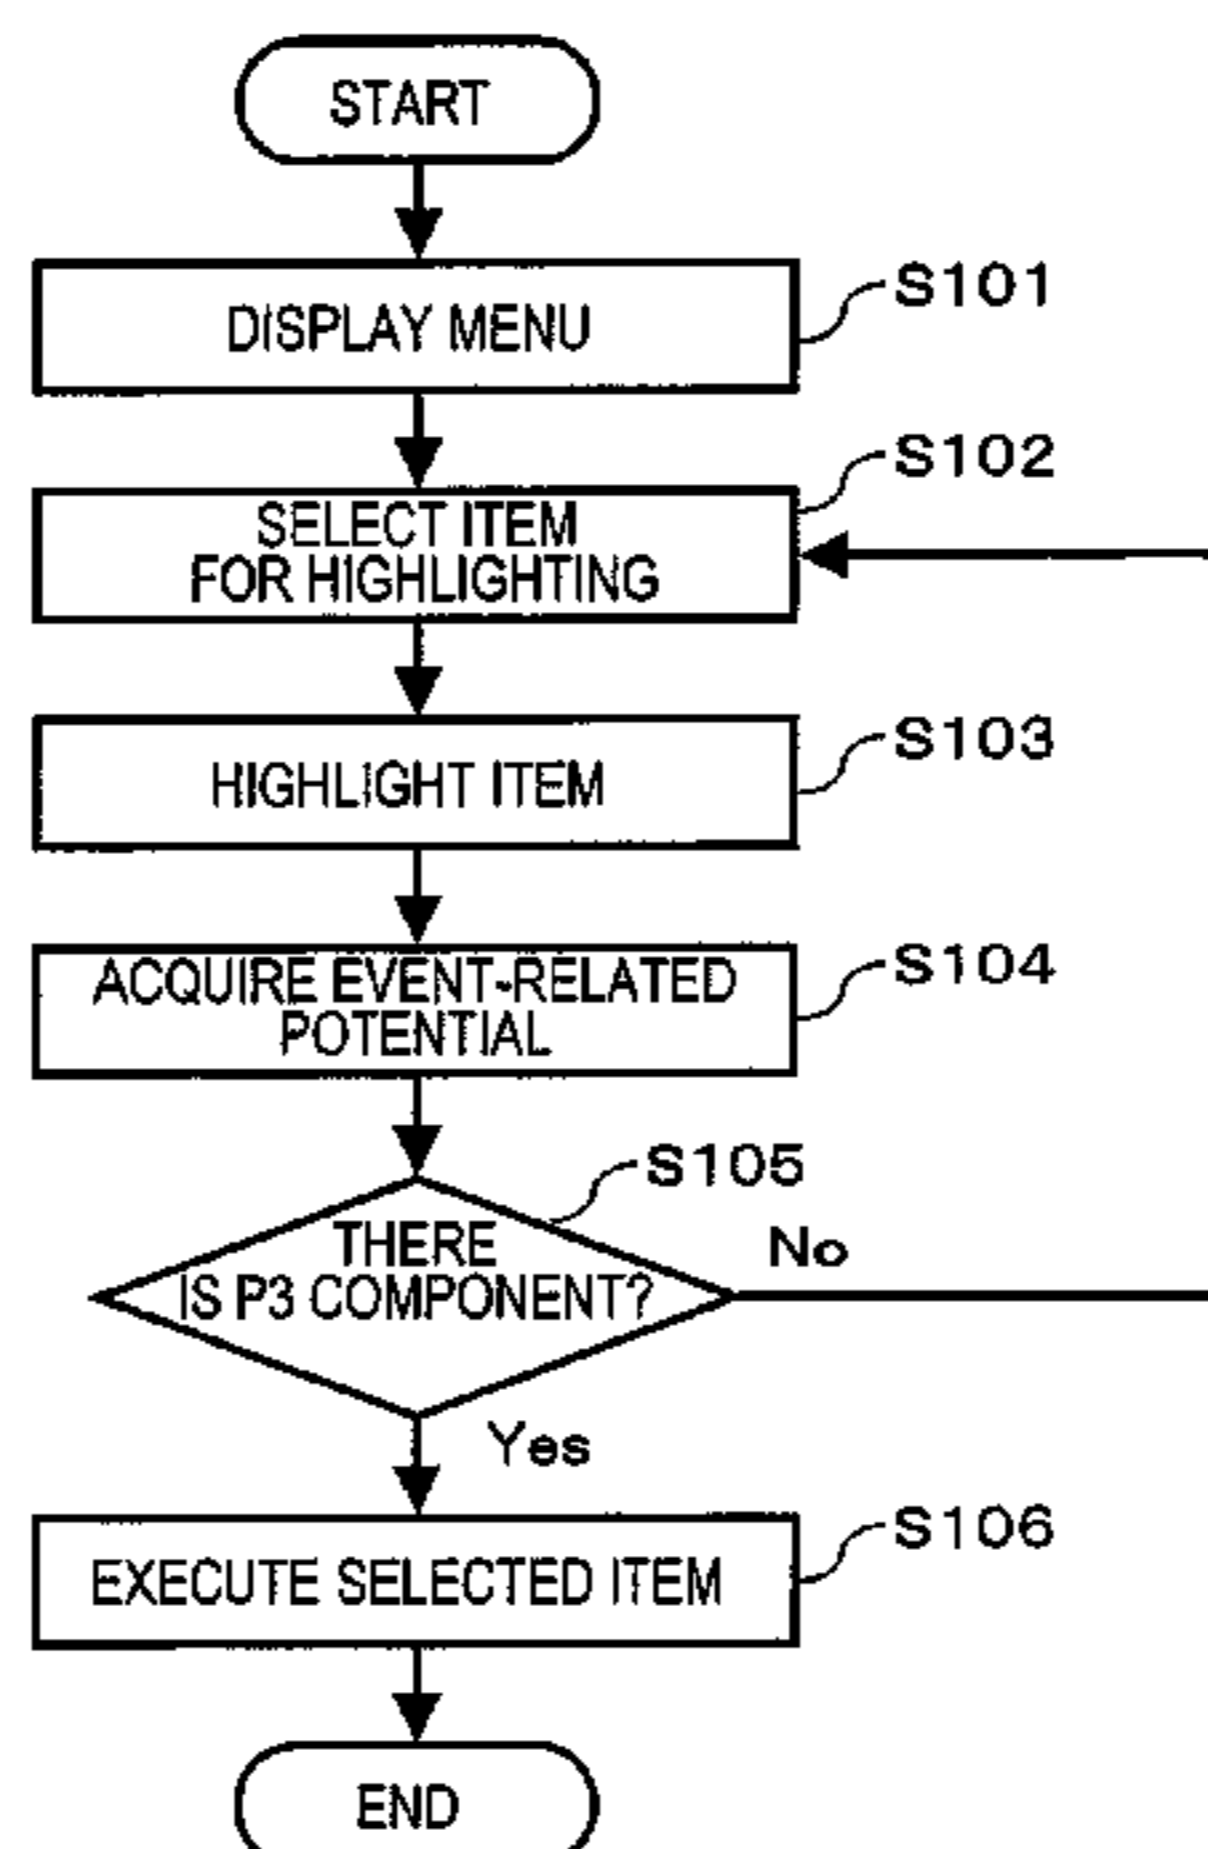 START
DISPLAY MENU
S101
SELECT ITEM
FOR HIGHLIGHTING
S102
HIGHLIGHT ITEM
S103
ACQUIRE EVENT-RELATED
POTENTIAL
S104
THERE
IS P3 COMPONENT?
S105
No
Yes
EXECUTE SELECTED ITEM
S106
END